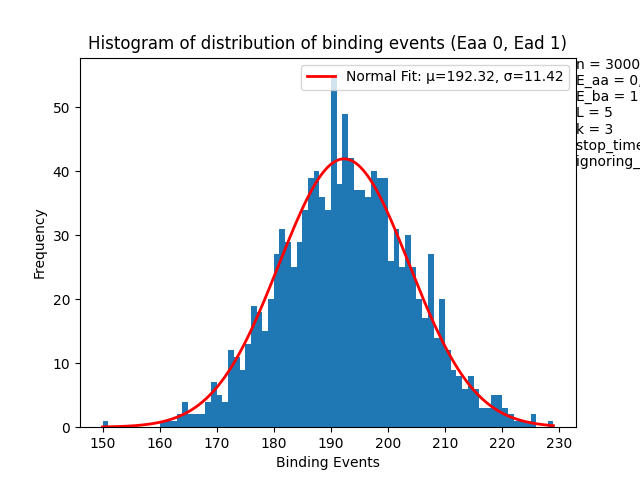 Histogram of distribution of binding events (Eaa 0, Ead 1)
Normal Fit: μ=192.32, σ=11.42
n = 3000
E_aa = 0,
E_ba = 1
L = 5
k = 3
stop_time
ignoring_
Frequency
50
40
30
20
10
0
150 160 170 180 190 200 210 220 230
Binding Events